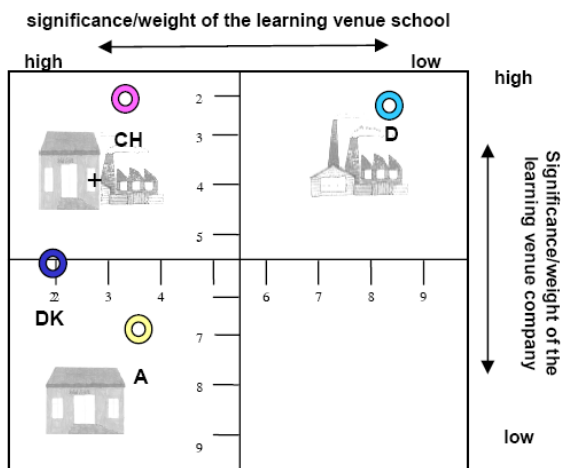 significance/weight of the learning venue school
high
low
high
2
CH
D
3
+
4
5
2
3
4
6
7
8
9
DK
7
A
8
9
low
Significance/weight of the
learning venue company